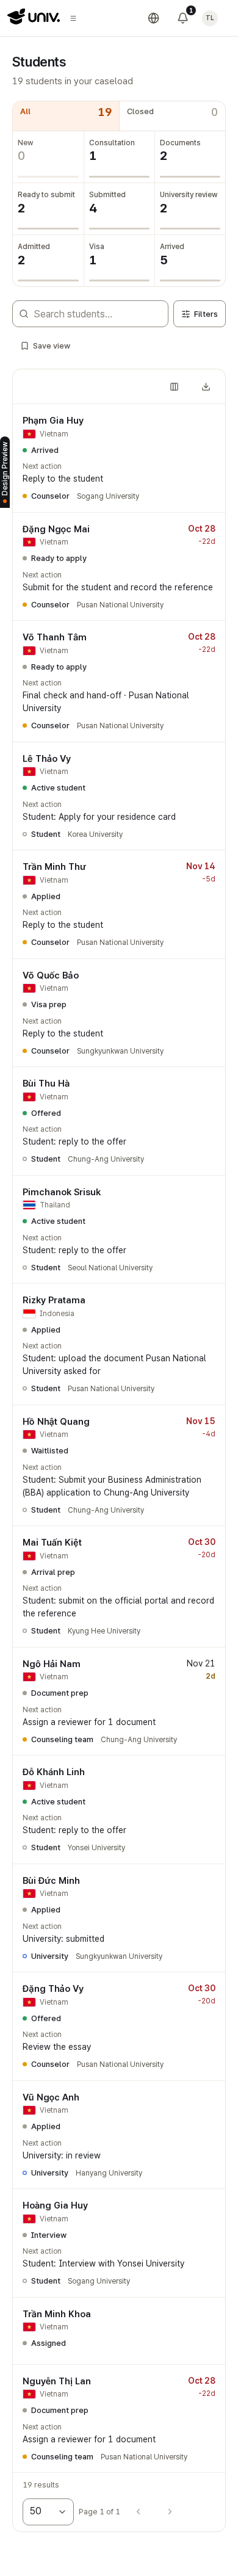 univ.
1
TL
Students
19 students in your caseload
All 19
Closed 0
New
0
Consultation
1
Documents
2
Ready to submit
2
Submitted
4
University review
2
Admitted
2
Visa
1
Arrived
5
Search students...
Filters
Save view
Design Preview
Phạm Gia Huy
Vietnam
Arrived
Next action
Reply to the student
Counselor Sogang University
Đặng Ngọc Mai Oct 28
Vietnam -22d
Ready to apply
Next action
Submit for the student and record the reference
Counselor Pusan National University
Võ Thanh Tâm Oct 28
Vietnam -22d
Ready to apply
Next action
Final check and hand-off · Pusan National
University
Counselor Pusan National University
Lê Thảo Vy
Vietnam
Active student
Next action
Student: Apply for your residence card
Student Korea University
Trần Minh Thư Nov 14
Vietnam -5d
Applied
Next action
Reply to the student
Counselor Pusan National University
Võ Quốc Bảo
Vietnam
Visa prep
Next action
Reply to the student
Counselor Sungkyunkwan University
Bùi Thu Hà
Vietnam
Offered
Next action
Student: reply to the offer
Student Chung-Ang University
Pimchanok Srisuk
Thailand
Active student
Next action
Student: reply to the offer
Student Seoul National University
Rizky Pratama
Indonesia
Applied
Next action
Student: upload the document Pusan National
University asked for
Student Pusan National University
Hồ Nhật Quang Nov 15
Vietnam -4d
Waitlisted
Next action
Student: Submit your Business Administration
(BBA) application to Chung-Ang University
Student Chung-Ang University
Mai Tuấn Kiệt Oct 30
Vietnam -20d
Arrival prep
Next action
Student: submit on the official portal and record
the reference
Student Kyung Hee University
Ngô Hải Nam Nov 21
Vietnam 2d
Document prep
Next action
Assign a reviewer for 1 document
Counseling team Chung-Ang University
Đỗ Khánh Linh
Vietnam
Active student
Next action
Student: reply to the offer
Student Yonsei University
Bùi Đức Minh
Vietnam
Applied
Next action
University: submitted
University Sungkyunkwan University
Đặng Thảo Vy Oct 30
Vietnam -20d
Offered
Next action
Review the essay
Counselor Pusan National University
Vũ Ngọc Anh
Vietnam
Applied
Next action
University: in review
University Hanyang University
Hoàng Gia Huy
Vietnam
Interview
Next action
Student: Interview with Yonsei University
Student Sogang University
Trần Minh Khoa
Vietnam
Assigned
Nguyễn Thị Lan Oct 28
Vietnam -22d
Document prep
Next action
Assign a reviewer for 1 document
Counseling team Pusan National University
19 results
50 Page 1 of 1